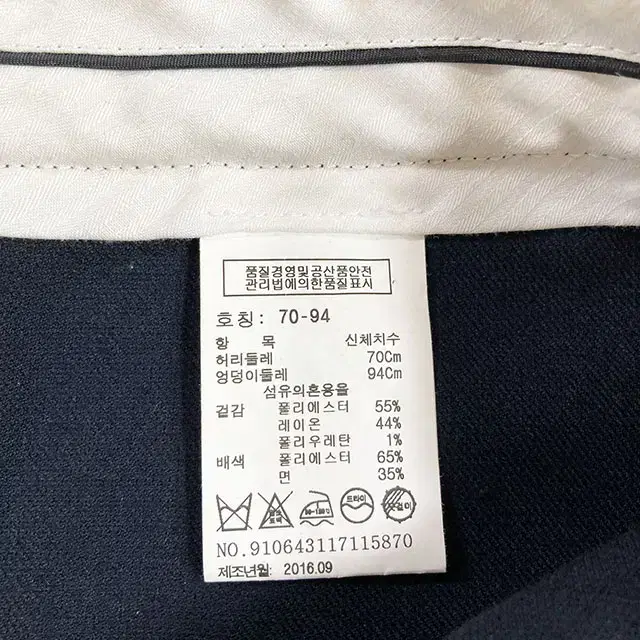 품질경영및공산품안전
관리법에의한품질표시
호칭: 70-94
항 목 신체치수
허리둘레 70Cm
엉덩이둘레 94Cm
섬유의혼용율
겉감 폴리에스터 55%
레이온 44%
폴리우레탄 1%
배색 폴리에스터 65%
면 35%
드라이
NO.910643117115870
제조년월: 2016.09